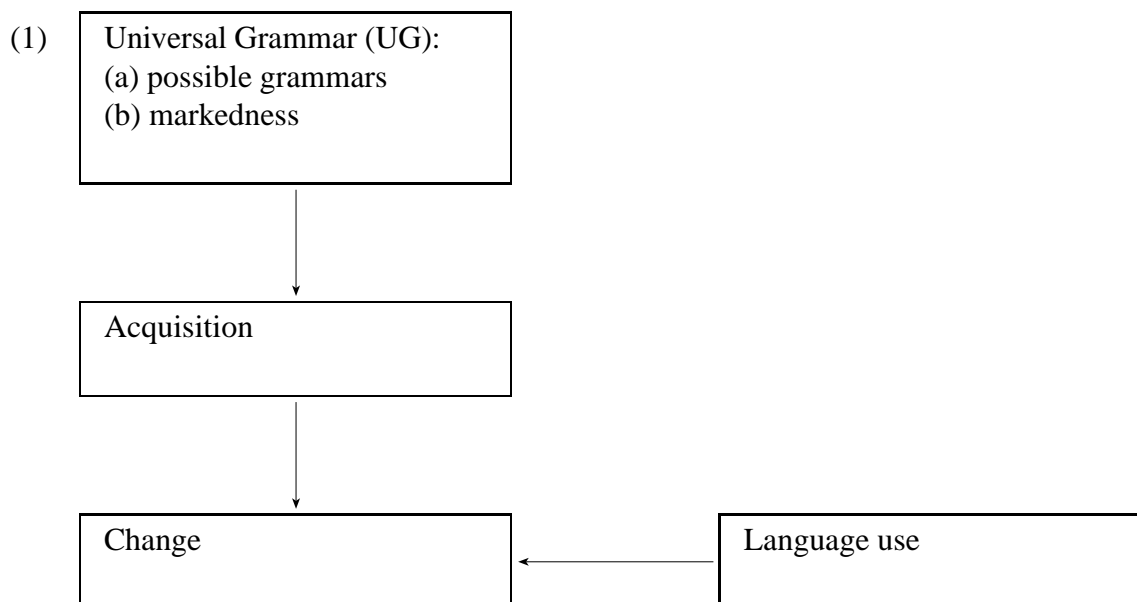 (1) Universal Grammar (UG):
(a) possible grammars
(b) markedness
Acquisition
Change
Language use